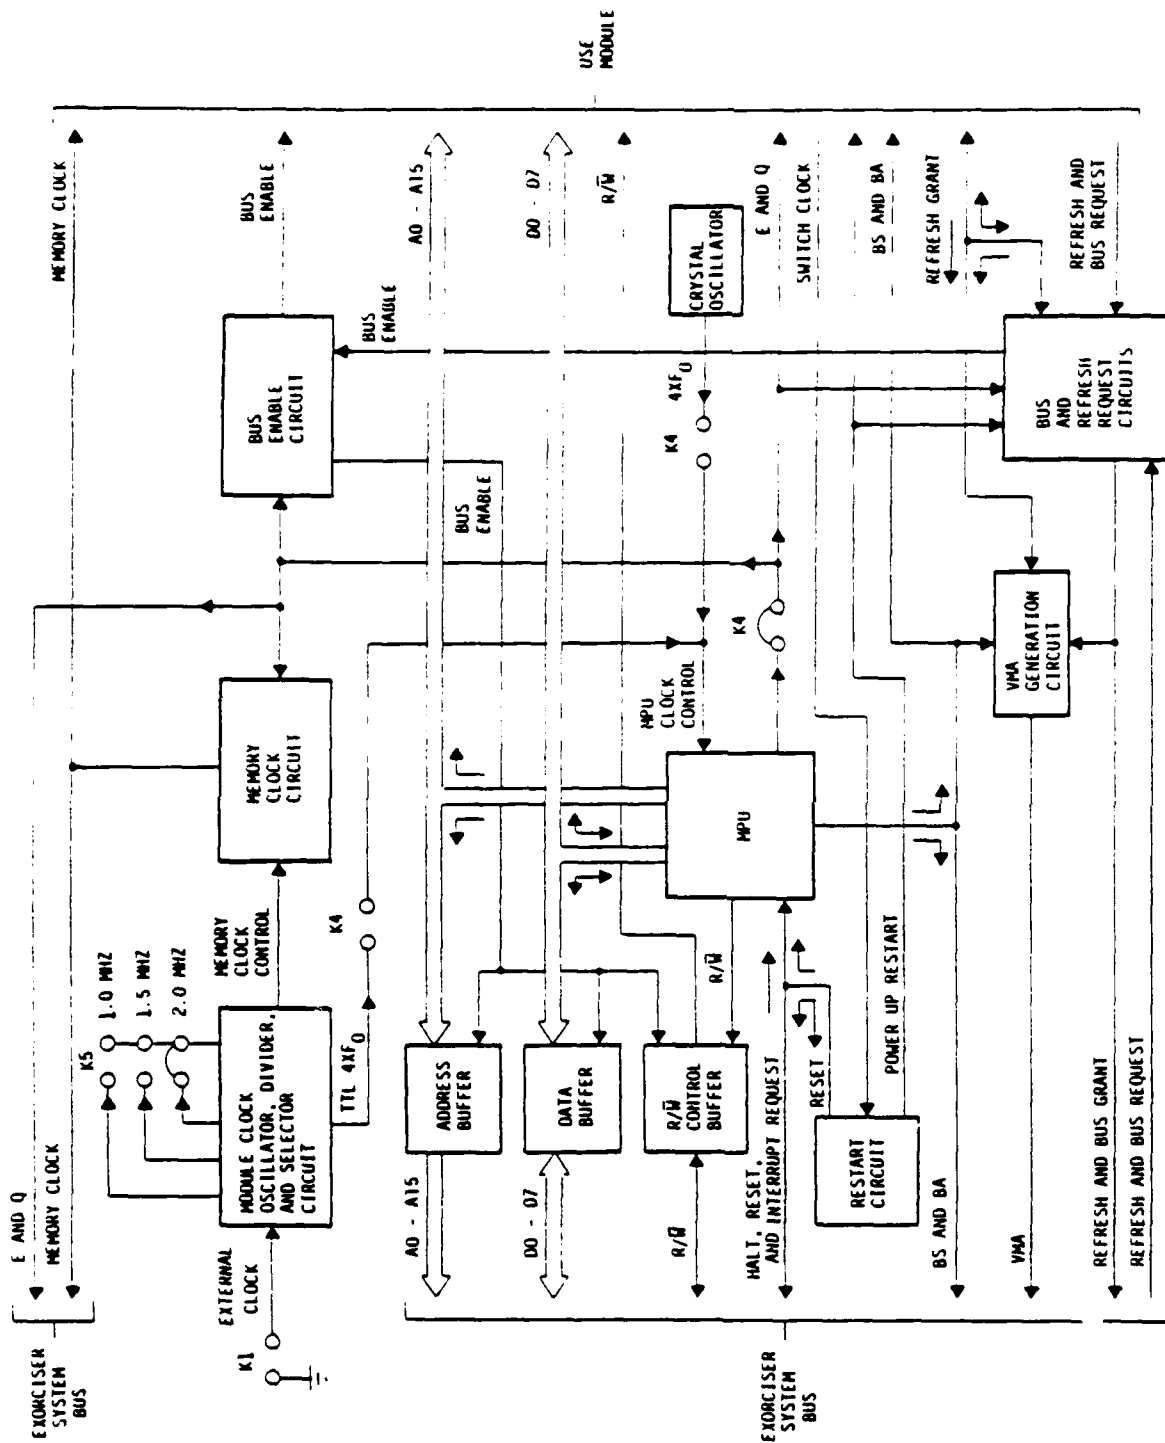 EXORCISER
SYSTEM
BUS
E AND Q
MEMORY CLOCK
MEMORY CLOCK
USE
MODULE
K1
EXTERNAL
CLOCK
K5
1.0 MHZ
1.5 MHZ
2.0 MHZ
MODULE CLOCK
OSCILLATOR, DIVIDER,
AND SELECTOR
CIRCUIT
MEMORY
CLOCK
CONTROL
MEMORY
CLOCK
CIRCUIT
BUS
ENABLE
CIRCUIT
BUS
ENABLE
BUS
ENABLE
BUS
ENABLE
TTL 4XFO
K4
A0 - A15
ADDRESS
BUFFER
A0 - A15
D0 - D7
DATA
BUFFER
D0 - D7
R/W̅
R/W̅
CONTROL
BUFFER
R/W̅
R/W̅
MPU
CLOCK
CONTROL
K4
4XFO
CRYSTAL
OSCILLATOR
EXORCISER
SYSTEM
BUS
HALT, RESET,
AND INTERRUPT REQUEST
MPU
K4
E AND Q
RESET
RESTART
CIRCUIT
POWER UP RESTART
SWITCH CLOCK
BS AND BA
BS AND BA
VMA
VMA
GENERATION
CIRCUIT
REFRESH GRANT
REFRESH AND BUS GRANT
REFRESH AND BUS REQUEST
BUS
AND REFRESH
REQUEST
CIRCUITS
REFRESH AND
BUS REQUEST